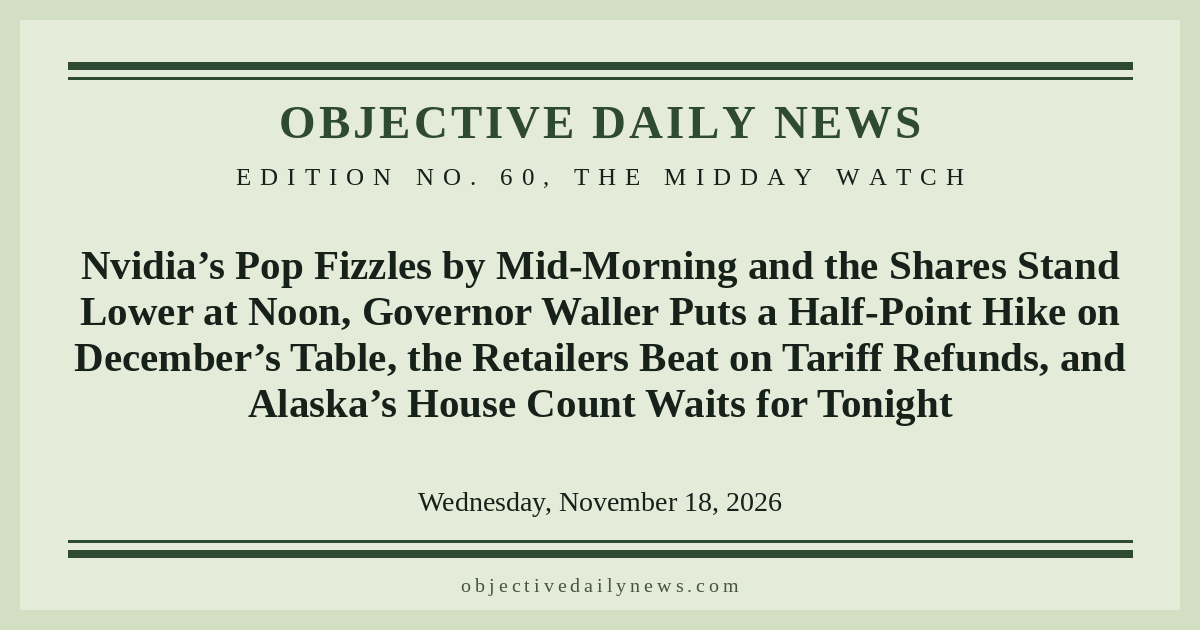 OBJECTIVE DAILY NEWS
EDITION NO. 60, THE MIDDAY WATCH
Nvidia’s Pop Fizzles by Mid-Morning and the Shares Stand
Lower at Noon, Governor Waller Puts a Half-Point Hike on
December’s Table, the Retailers Beat on Tariff Refunds, and
Alaska’s House Count Waits for Tonight
Wednesday, November 18, 2026
objectivedailynews.com